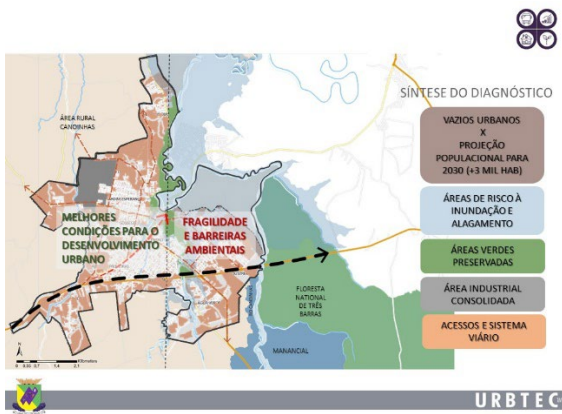 SÍNTESE DO DIAGNÓSTICO
VAZIOS URBANOS
X
PROJEÇÃO
POPULACIONAL PARA
2030 (+3 MIL HAB)
ÁREAS DE RISCO À
INUNDAÇÃO E
ALAGAMENTO
ÁREAS VERDES
PRESERVADAS
ÁREA INDUSTRIAL
CONSOLIDADA
ACESSOS E SISTEMA
VIÁRIO
ÁREA RURAL
MELHORES
CONDIÇÕES PARA O
DESENVOLVIMENTO
URBANO
FRAGILIDADE
E BARREIRAS
AMBIENTAIS
FLORESTA
NATIONAL
DE TRÊS
BARRAS
MANANCIAL
URBTEC